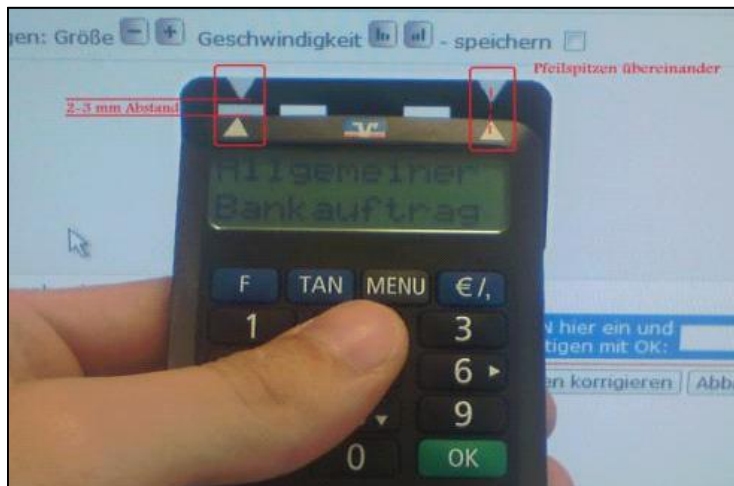 gen: Größe - + Geschwindigkeit - speichern
Pfeilspitzen übereinander
2-3 mm Abstand
Allgemeiner
Bankauftrag
F TAN MENU €/,
1 3
N hier ein und
tigen mit OK:
6
en korrigieren Abb
9
0 OK